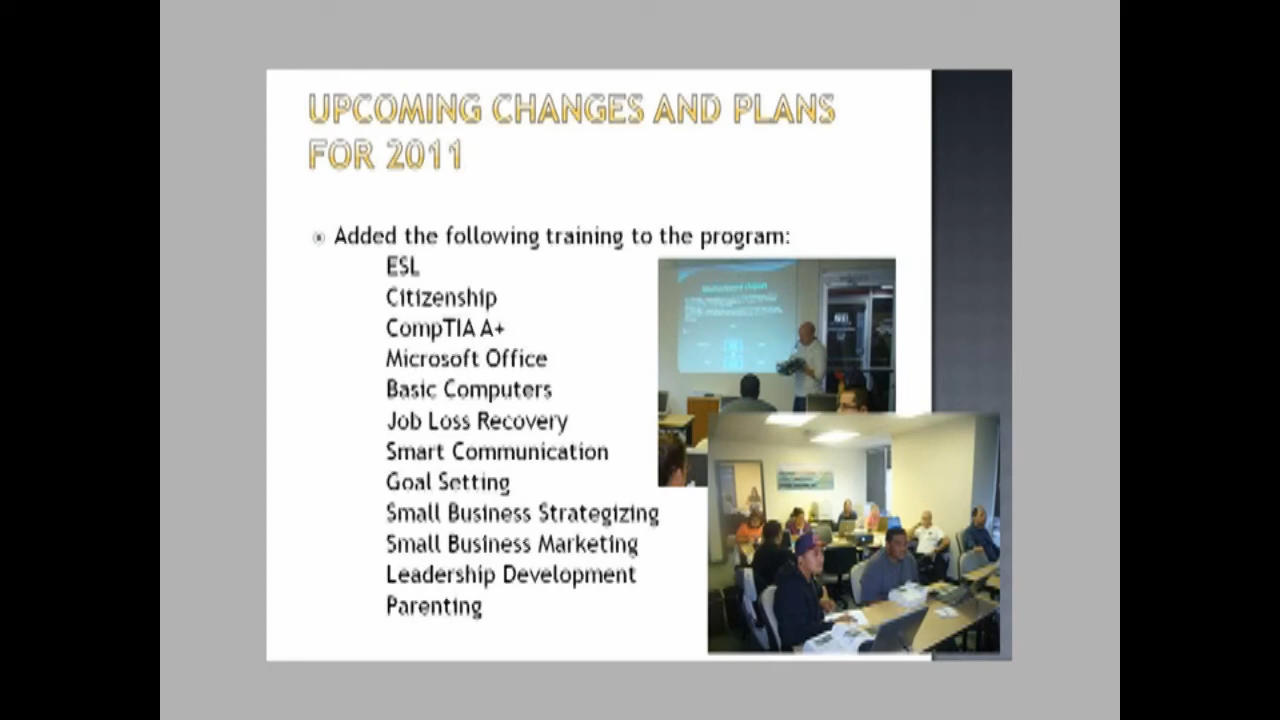 UPCOMING CHANGES AND PLANS
FOR 2011
Added the following training to the program:
ESL
Citizenship
CompTIA A+
Microsoft Office
Basic Computers
Job Loss Recovery
Smart Communication
Goal Setting
Small Business Strategizing
Small Business Marketing
Leadership Development
Parenting